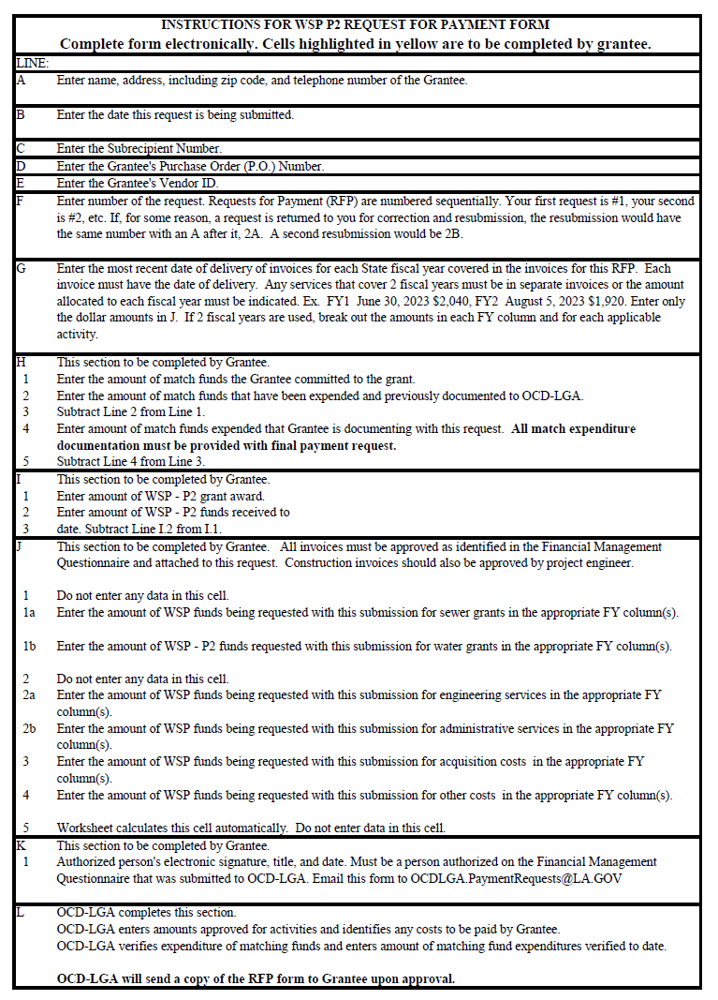 INSTRUCTIONS FOR WSP P2 REQUEST FOR PAYMENT FORM
Complete form electronically. Cells highlighted in yellow are to be completed by grantee.
LINE:
A Enter name, address, including zip code, and telephone number of the Grantee.
B Enter the date this request is being submitted.
C Enter the Subrecipient Number.
D Enter the Grantee's Purchase Order (P.O.) Number.
E Enter the Grantee's Vendor ID.
F Enter number of the request. Requests for Payment (RFP) are numbered sequentially. Your first request is #1, your second
is #2, etc. If, for some reason, a request is returned to you for correction and resubmission, the resubmission would have
the same number with an A after it, 2A. A second resubmission would be 2B.
G Enter the most recent date of delivery of invoices for each State fiscal year covered in the invoices for this RFP. Each
invoice must have the date of delivery. Any services that cover 2 fiscal years must be in separate invoices or the amount
allocated to each fiscal year must be indicated. Ex. FY1 June 30, 2023 $2,040, FY2 August 5, 2023 $1,920. Enter only
the dollar amounts in J. If 2 fiscal years are used, break out the amounts in each FY column and for each applicable
activity.
H This section to be completed by Grantee.
1 Enter the amount of match funds the Grantee committed to the grant.
2 Enter the amount of match funds that have been expended and previously documented to OCD-LGA.
3 Subtract Line 2 from Line 1.
4 Enter amount of match funds expended that Grantee is documenting with this request. All match expenditure
documentation must be provided with final payment request.
5 Subtract Line 4 from Line 3.
I This section to be completed by Grantee.
1 Enter amount of WSP - P2 grant award.
2 Enter amount of WSP - P2 funds received to
3 date. Subtract Line I.2 from I.1.
J This section to be completed by Grantee. All invoices must be approved as identified in the Financial Management
Questionnaire and attached to this request. Construction invoices should also be approved by project engineer.
1 Do not enter any data in this cell.
1a Enter the amount of WSP funds being requested with this submission for sewer grants in the appropriate FY column(s).
1b Enter the amount of WSP - P2 funds requested with this submission for water grants in the appropriate FY column(s).
2 Do not enter any data in this cell.
2a Enter the amount of WSP funds being requested with this submission for engineering services in the appropriate FY
column(s).
2b Enter the amount of WSP funds being requested with this submission for administrative services in the appropriate FY
column(s).
3 Enter the amount of WSP funds being requested with this submission for acquisition costs in the appropriate FY
column(s).
4 Enter the amount of WSP funds being requested with this submission for other costs in the appropriate FY column(s).
5 Worksheet calculates this cell automatically. Do not enter data in this cell.
K This section to be completed by Grantee.
1 Authorized person's electronic signature, title, and date. Must be a person authorized on the Financial Management
Questionnaire that was submitted to OCD-LGA. Email this form to OCDLGA.PaymentRequests@LA.GOV
L OCD-LGA completes this section.
OCD-LGA enters amounts approved for activities and identifies any costs to be paid by Grantee.
OCD-LGA verifies expenditure of matching funds and enters amount of matching fund expenditures verified to date.
OCD-LGA will send a copy of the RFP form to Grantee upon approval.